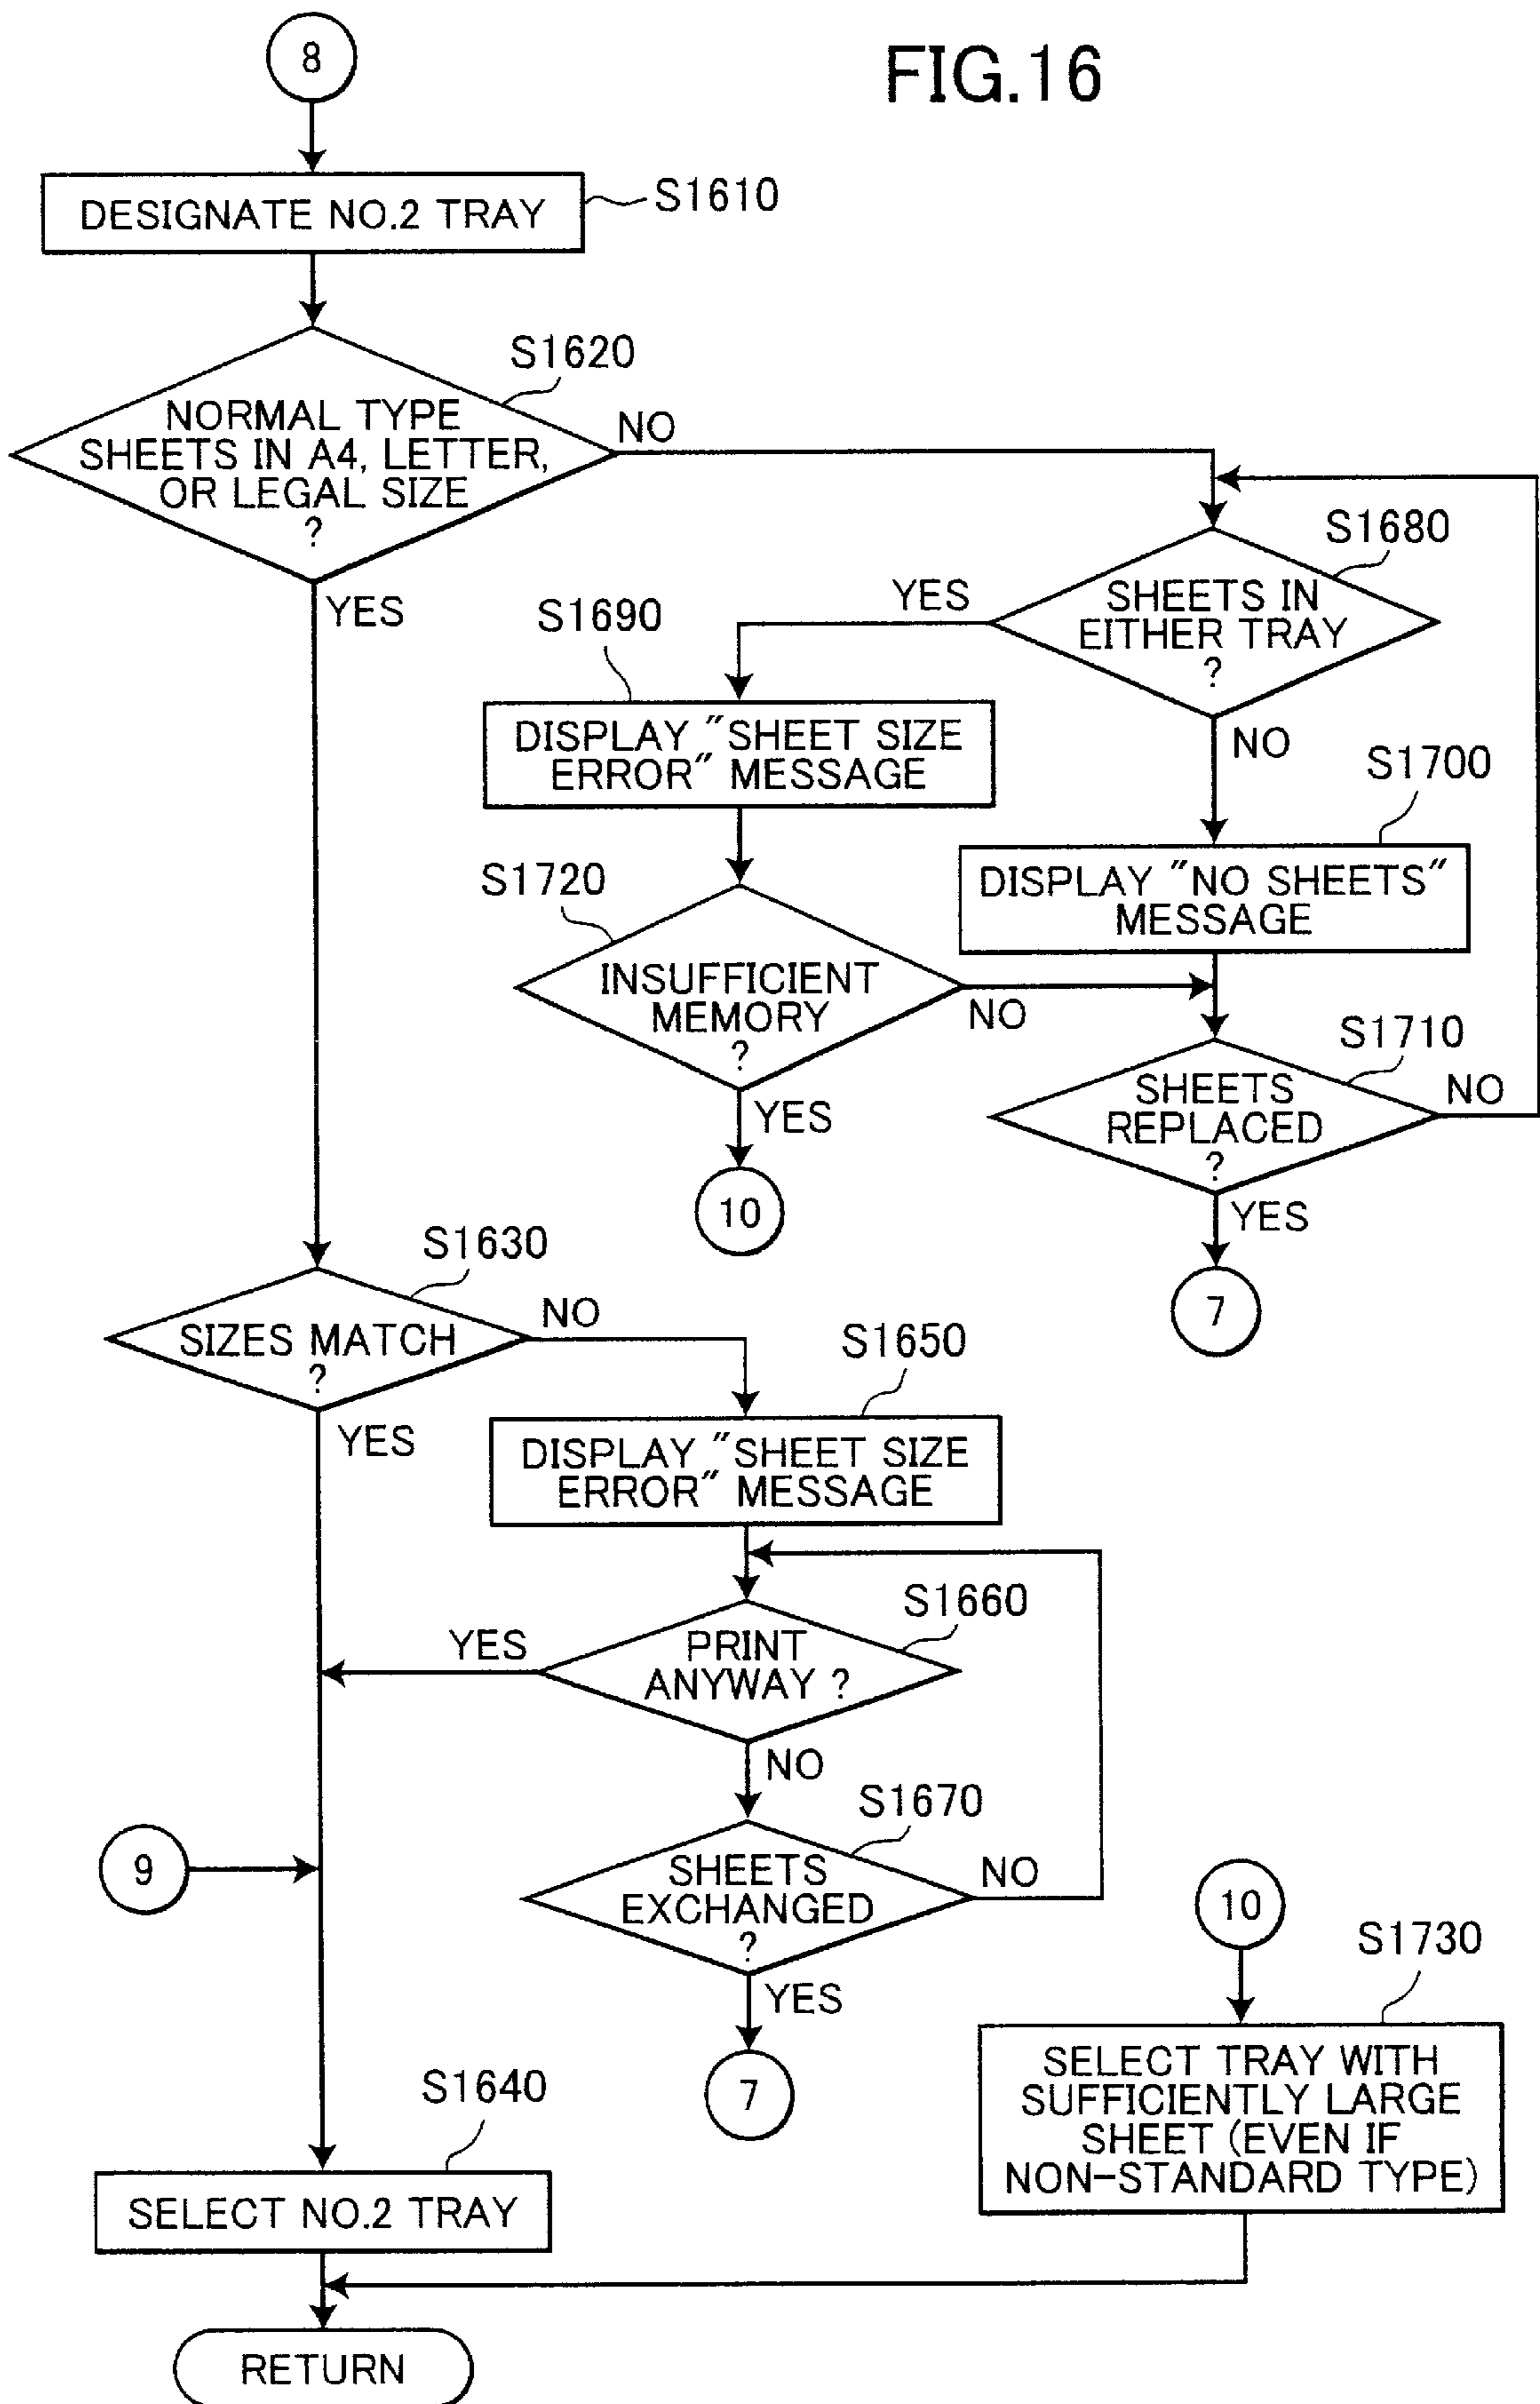 FIG.16
8
DESIGNATE NO.2 TRAY
S1610
S1620
NORMAL TYPE
SHEETS IN A4, LETTER,
OR LEGAL SIZE
?
NO
YES
S1680
SHEETS IN
EITHER TRAY
?
YES
NO
S1690
DISPLAY "SHEET SIZE
ERROR" MESSAGE
S1700
DISPLAY "NO SHEETS"
MESSAGE
S1720
INSUFFICIENT
MEMORY
?
NO
YES
10
S1710
SHEETS
REPLACED
?
NO
YES
7
S1630
SIZES MATCH
?
NO
YES
S1650
DISPLAY "SHEET SIZE
ERROR" MESSAGE
S1660
PRINT
ANYWAY ?
YES
NO
S1670
SHEETS
EXCHANGED
?
NO
YES
7
9
10
S1730
SELECT TRAY WITH
SUFFICIENTLY LARGE
SHEET (EVEN IF
NON-STANDARD TYPE)
S1640
SELECT NO.2 TRAY
RETURN